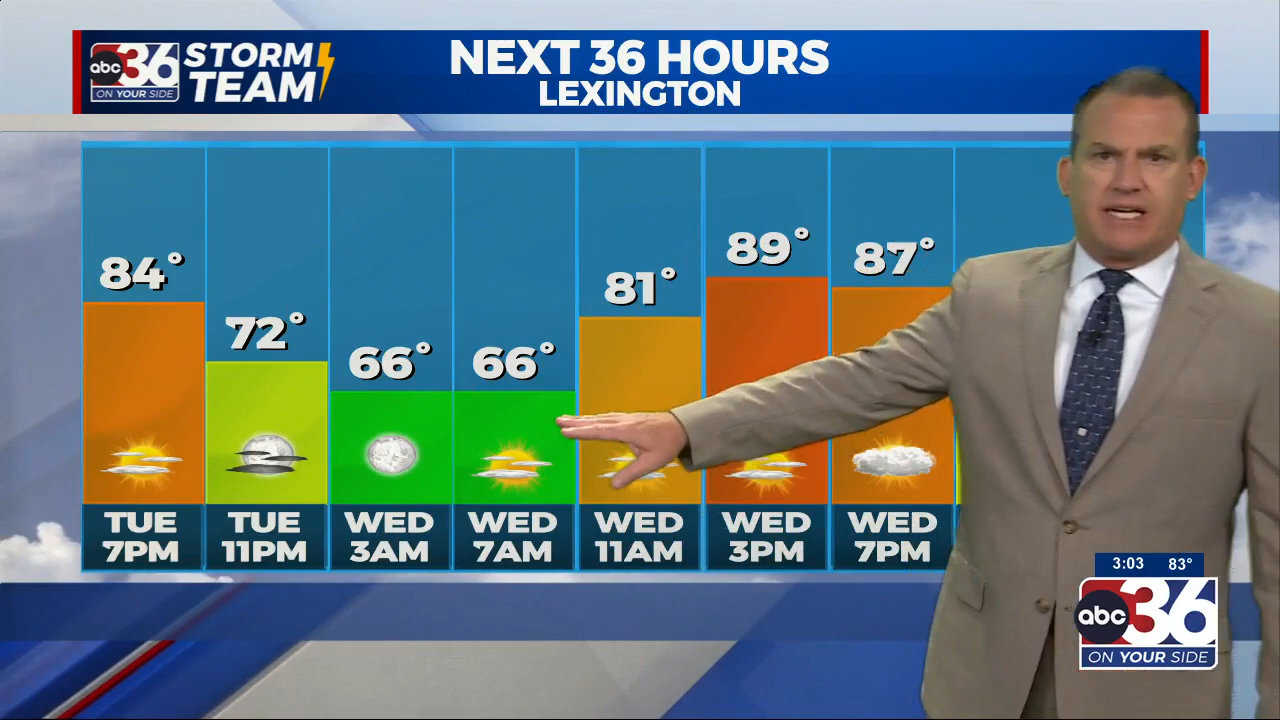 abc 36
ON YOUR SIDE
STORM
TEAM
NEXT 36 HOURS
LEXINGTON
84°
72°
66°
66°
81°
89°
87°
TUE
7PM
TUE
11PM
WED
3AM
WED
7AM
WED
11AM
WED
3PM
WED
7PM
3:03 83°
abc 36
ON YOUR SIDE